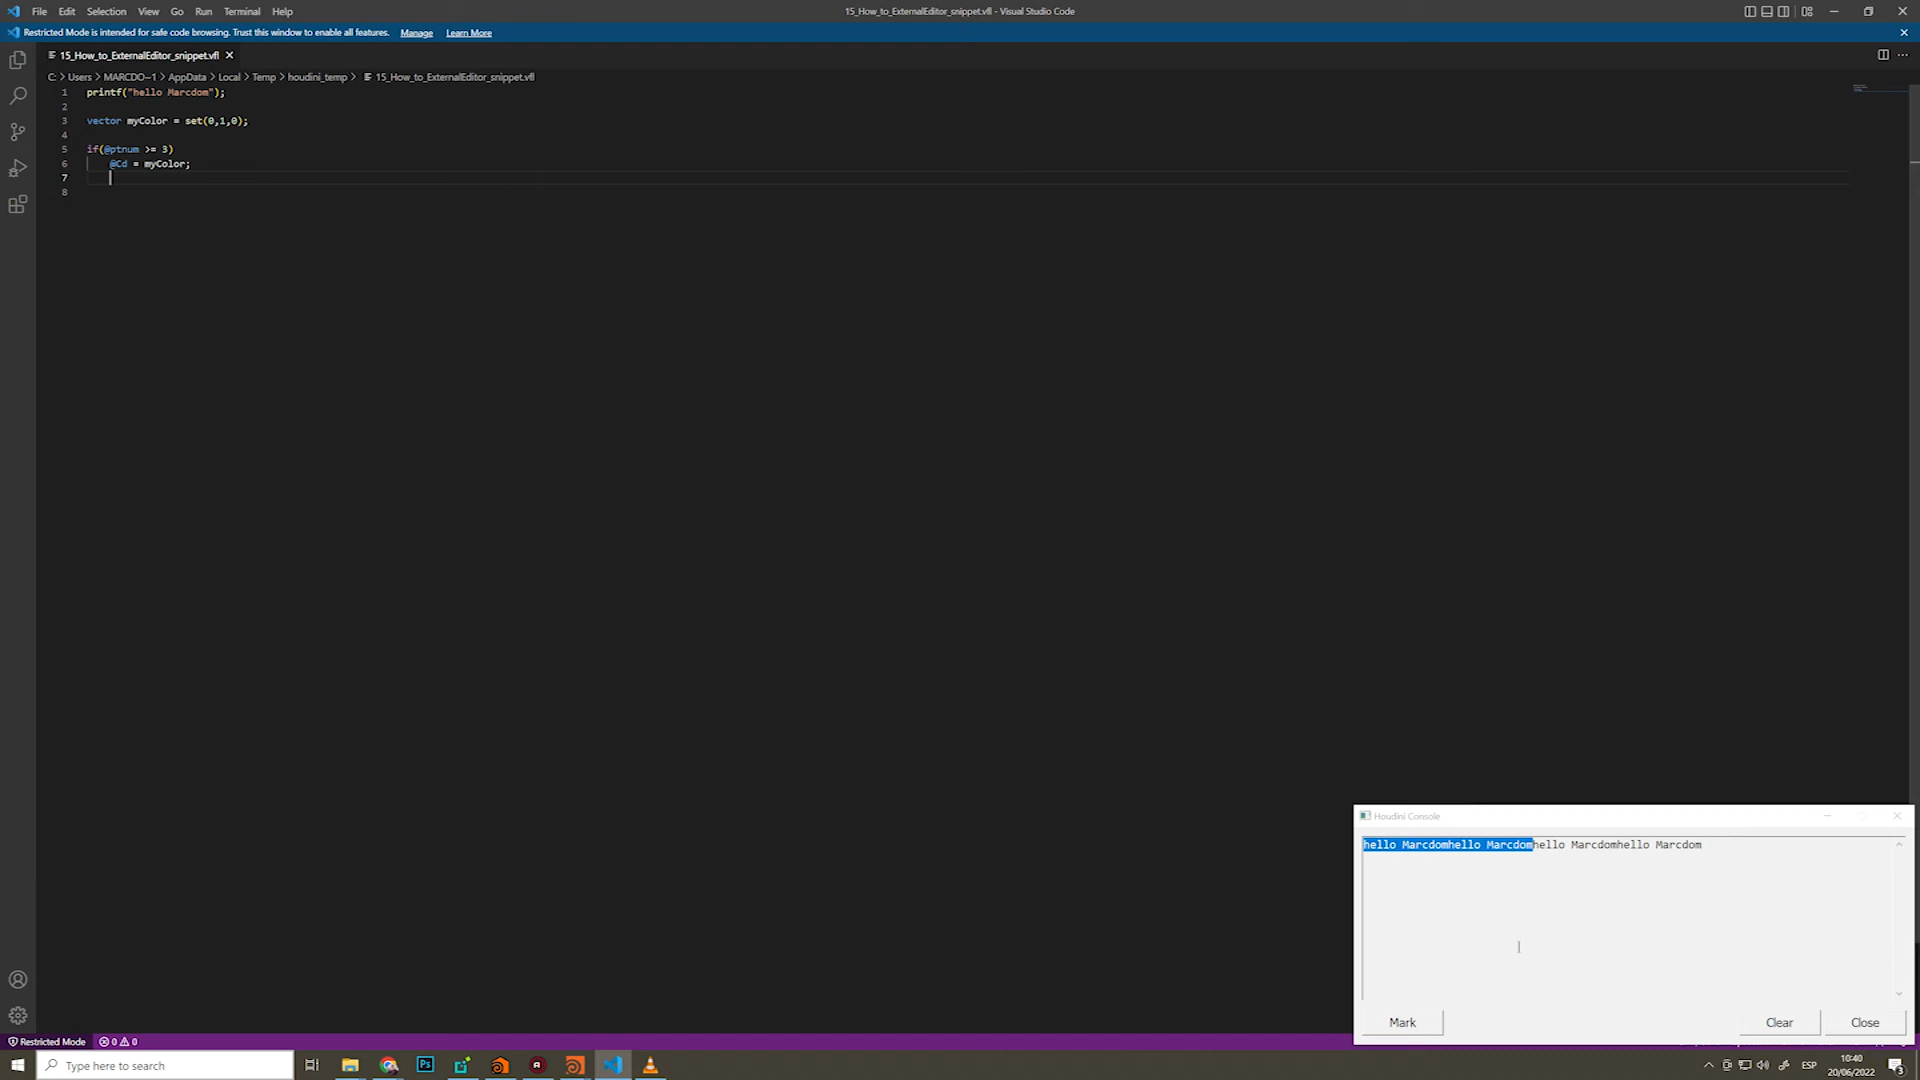 File Edit Selection View Go Run Terminal Help
15_How_to_ExternalEditor_snippet.vfl - Visual Studio Code
Restricted Mode is intended for safe code browsing. Trust this window to enable all features. Manage Learn More
15_How_to_ExternalEditor_snippet.vfl
C: > Users > MARCDO~1 > AppData > Local > Temp > houdini_temp > 15_How_to_ExternalEditor_snippet.vfl
1 printf("hello Marcdom");
2
3 vector myColor = set(0,1,0);
4
5 if(@ptnum >= 3)
6 @Cd = myColor;
7
8
Houdini Console
hello Marcdomhello Marcdomhello Marcdomhello Marcdom
Mark Clear Close
Restricted Mode 0 0
Type here to search
Ps
ESP
10:40
20/06/2022
3